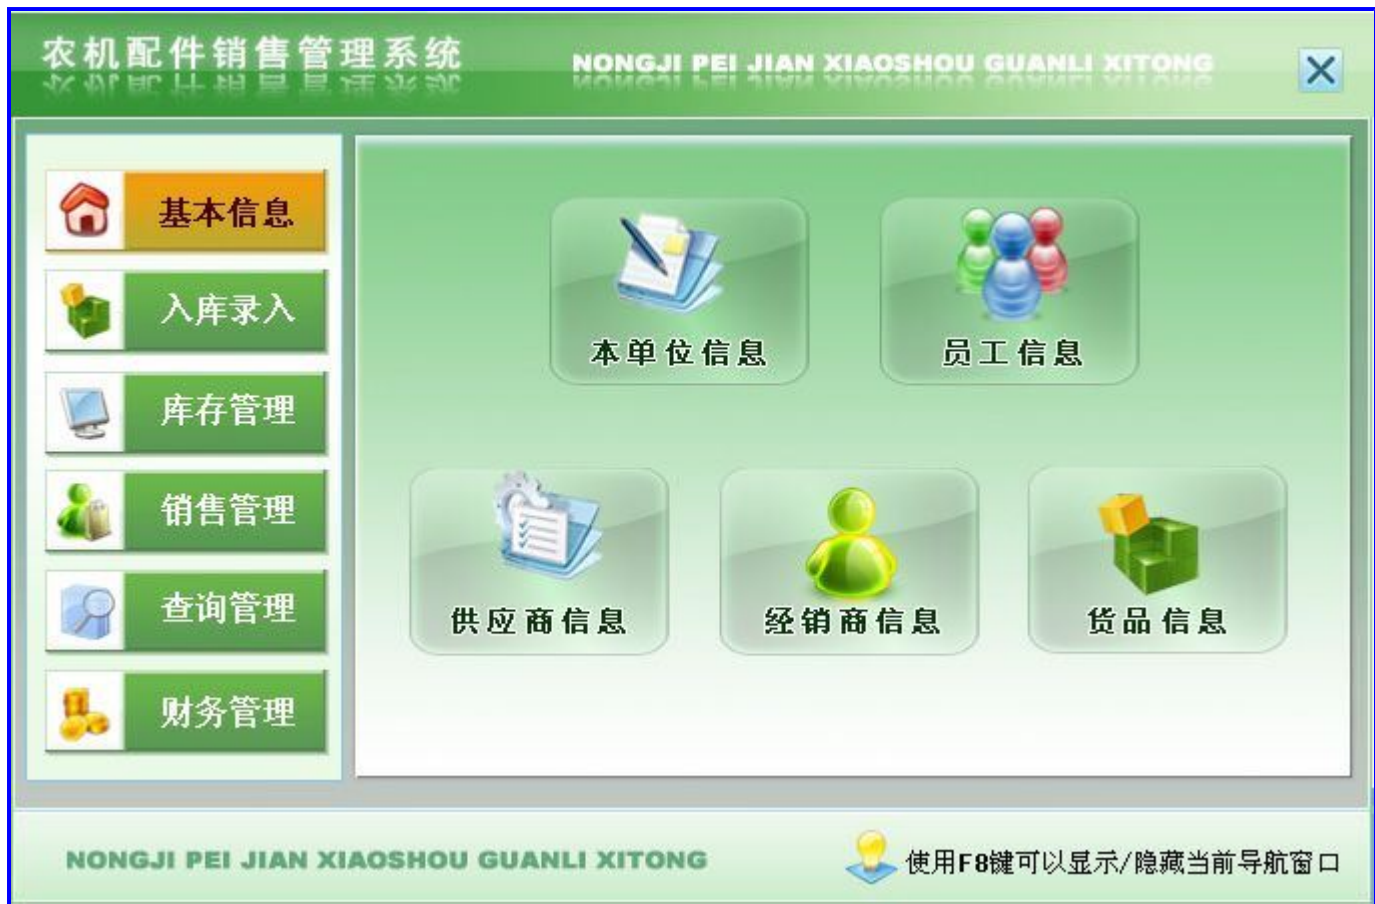 农机配件销售管理系统
NONGJI PEI JIAN XIAOSHOU GUANLI XITONG
基本信息
入库录入
库存管理
销售管理
查询管理
财务管理
本单位信息
员工信息
供应商信息
经销商信息
货品信息
NONGJI PEI JIAN XIAOSHOU GUANLI XITONG
使用F8键可以显示/隐藏当前导航窗口